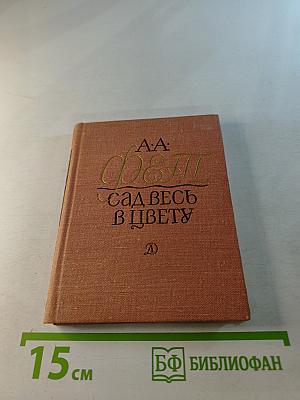 А·А·
Фет
САД ВЕСЬ
В ЦВЕТУ
Д
15 см
БФ БИБЛИОФАН